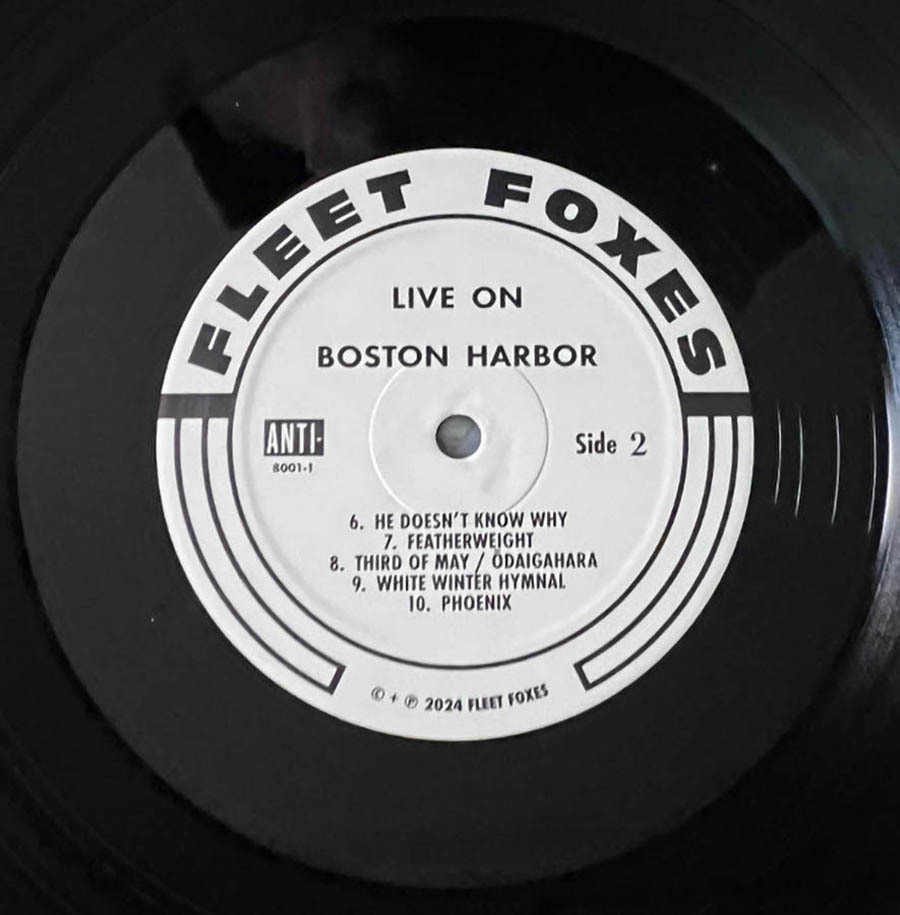 FLEET FOXES
LIVE ON
BOSTON HARBOR
ANTI-
8001-1
Side 2
6. HE DOESN'T KNOW WHY
7. FEATHERWEIGHT
8. THIRD OF MAY / ŌDAIGAHARA
9. WHITE WINTER HYMNAL
10. PHOENIX
© + ℗ 2024 FLEET FOXES